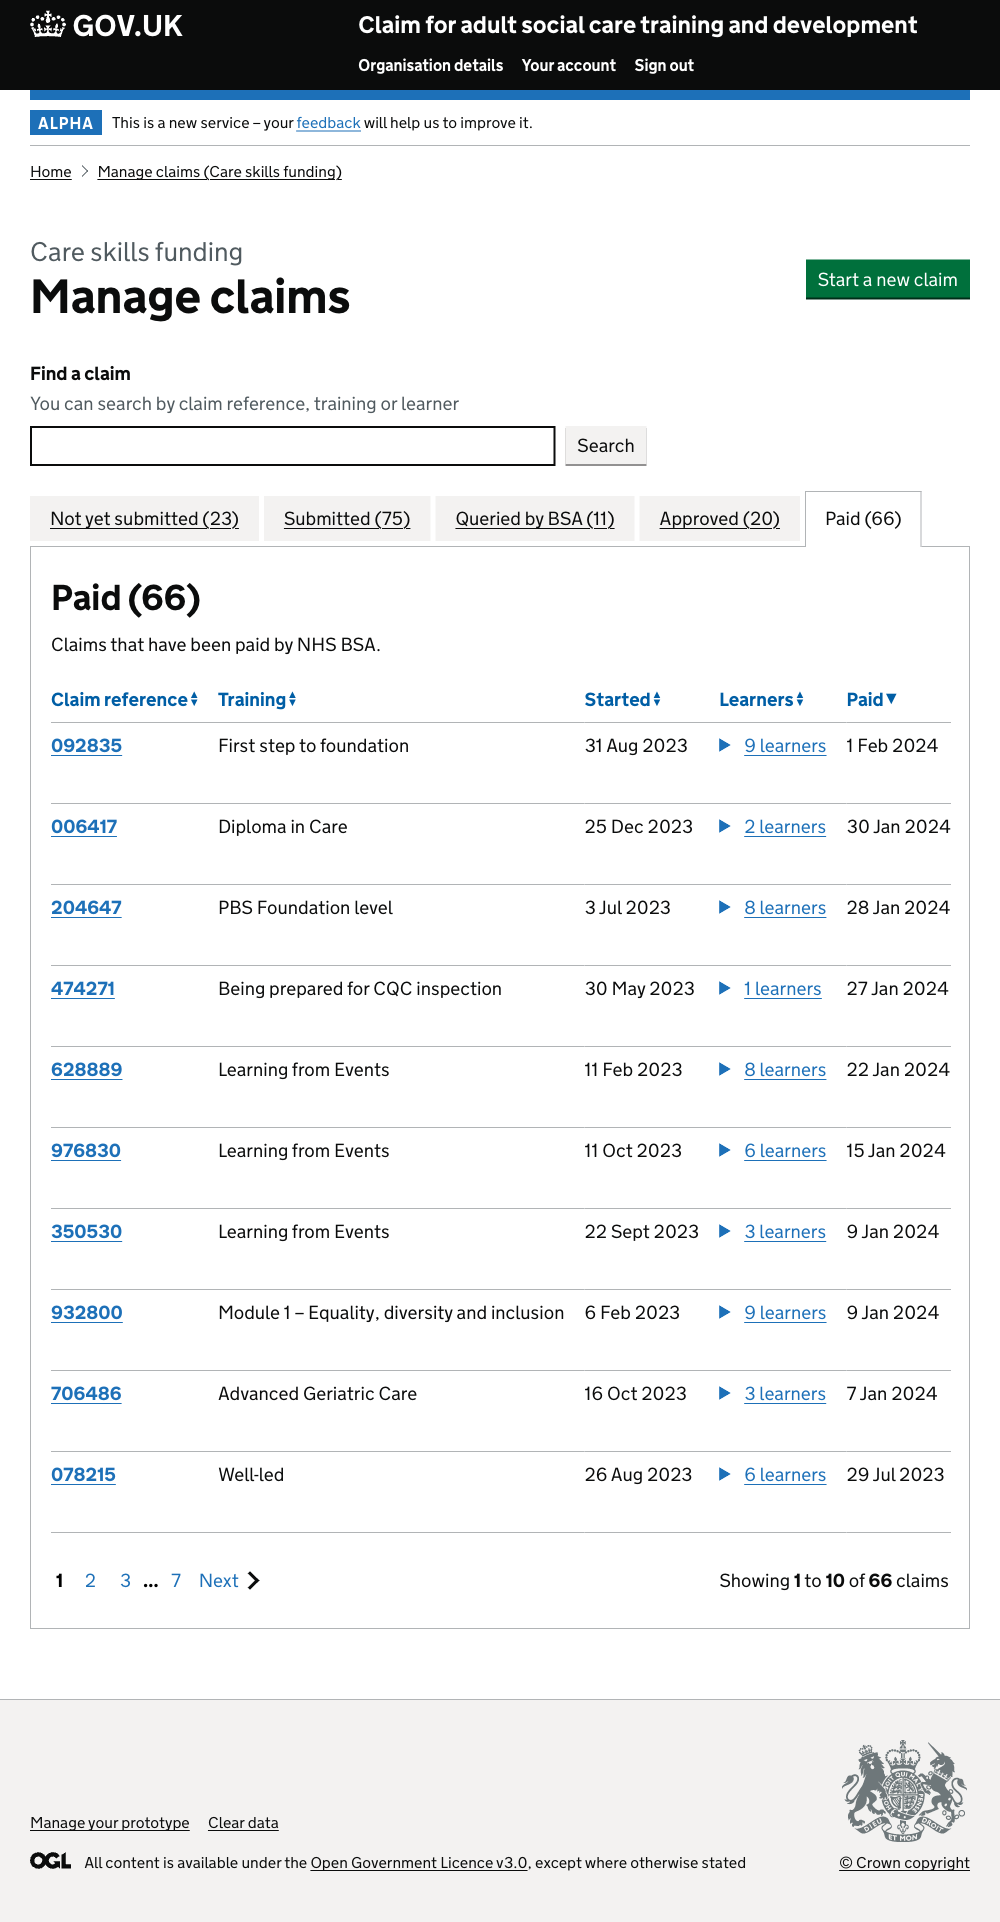 GOV.UK
Claim for adult social care training and development
Organisation details Your account Sign out
ALPHA This is a new service – your feedback will help us to improve it.
Home Manage claims (Care skills funding)
Care skills funding
Manage claims
Start a new claim
Find a claim
You can search by claim reference, training or learner
Search
Not yet submitted (23) Submitted (75) Queried by BSA (11) Approved (20) Paid (66)
Paid (66)
Claims that have been paid by NHS BSA.
Claim reference Training Started Learners Paid
092835 First step to foundation 31 Aug 2023 9 learners 1 Feb 2024
006417 Diploma in Care 25 Dec 2023 2 learners 30 Jan 2024
204647 PBS Foundation level 3 Jul 2023 8 learners 28 Jan 2024
474271 Being prepared for CQC inspection 30 May 2023 1 learners 27 Jan 2024
628889 Learning from Events 11 Feb 2023 8 learners 22 Jan 2024
976830 Learning from Events 11 Oct 2023 6 learners 15 Jan 2024
350530 Learning from Events 22 Sept 2023 3 learners 9 Jan 2024
932800 Module 1 – Equality, diversity and inclusion 6 Feb 2023 9 learners 9 Jan 2024
706486 Advanced Geriatric Care 16 Oct 2023 3 learners 7 Jan 2024
078215 Well-led 26 Aug 2023 6 learners 29 Jul 2023
1 2 3 ... 7 Next Showing 1 to 10 of 66 claims
DIEU ET MON DROIT
Manage your prototype Clear data
OGL All content is available under the Open Government Licence v3.0, except where otherwise stated
© Crown copyright